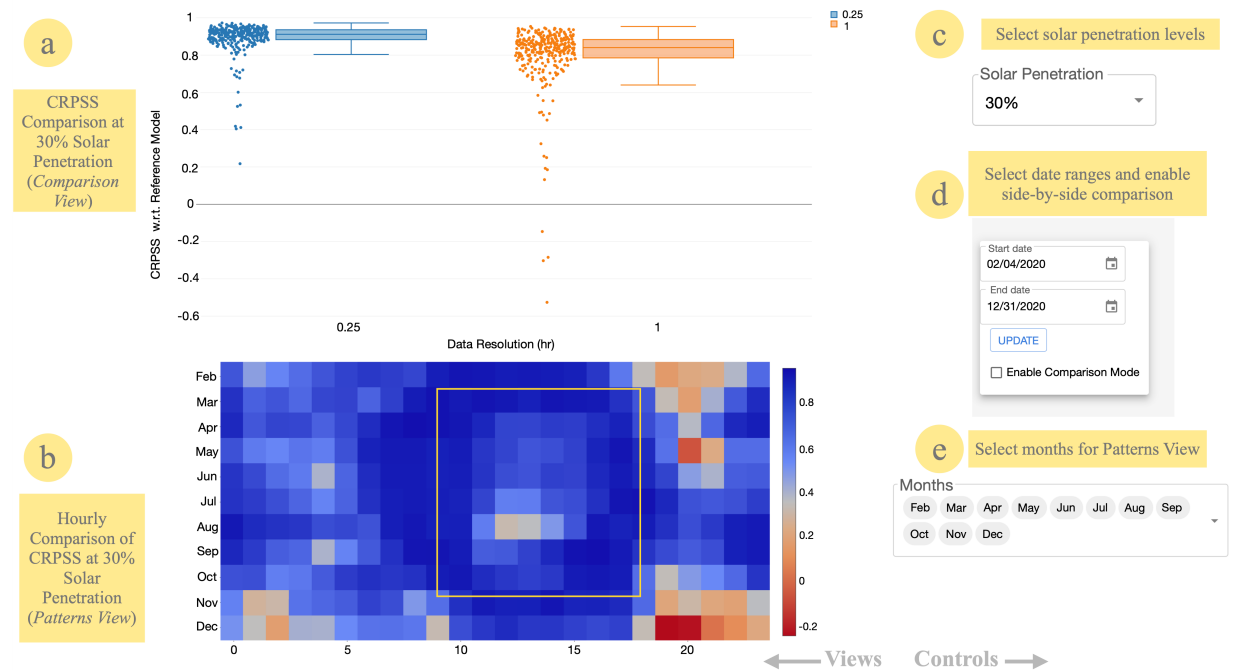 a
CRPSS
Comparison at
30% Solar
Penetration
(Comparison
View)
CRPSS w.r.t. Reference Model
1
0.8
0.6
0.4
0.2
0
-0.2
-0.4
-0.6
0.25
1
Data Resolution (hr)
0.25
1
b
Hourly
Comparison of
CRPSS at 30%
Solar
Penetration
(Patterns View)
Feb
Mar
Apr
May
Jun
Jul
Aug
Sep
Oct
Nov
Dec
0
5
10
15
20
0.8
0.6
0.4
0.2
0
-0.2
c
Select solar penetration levels
Solar Penetration
30%
d
Select date ranges and enable
side-by-side comparison
Start date
02/04/2020
End date
12/31/2020
UPDATE
Enable Comparison Mode
e
Select months for Patterns View
Months
Feb Mar Apr May Jun Jul Aug Sep
Oct Nov Dec
Views Controls